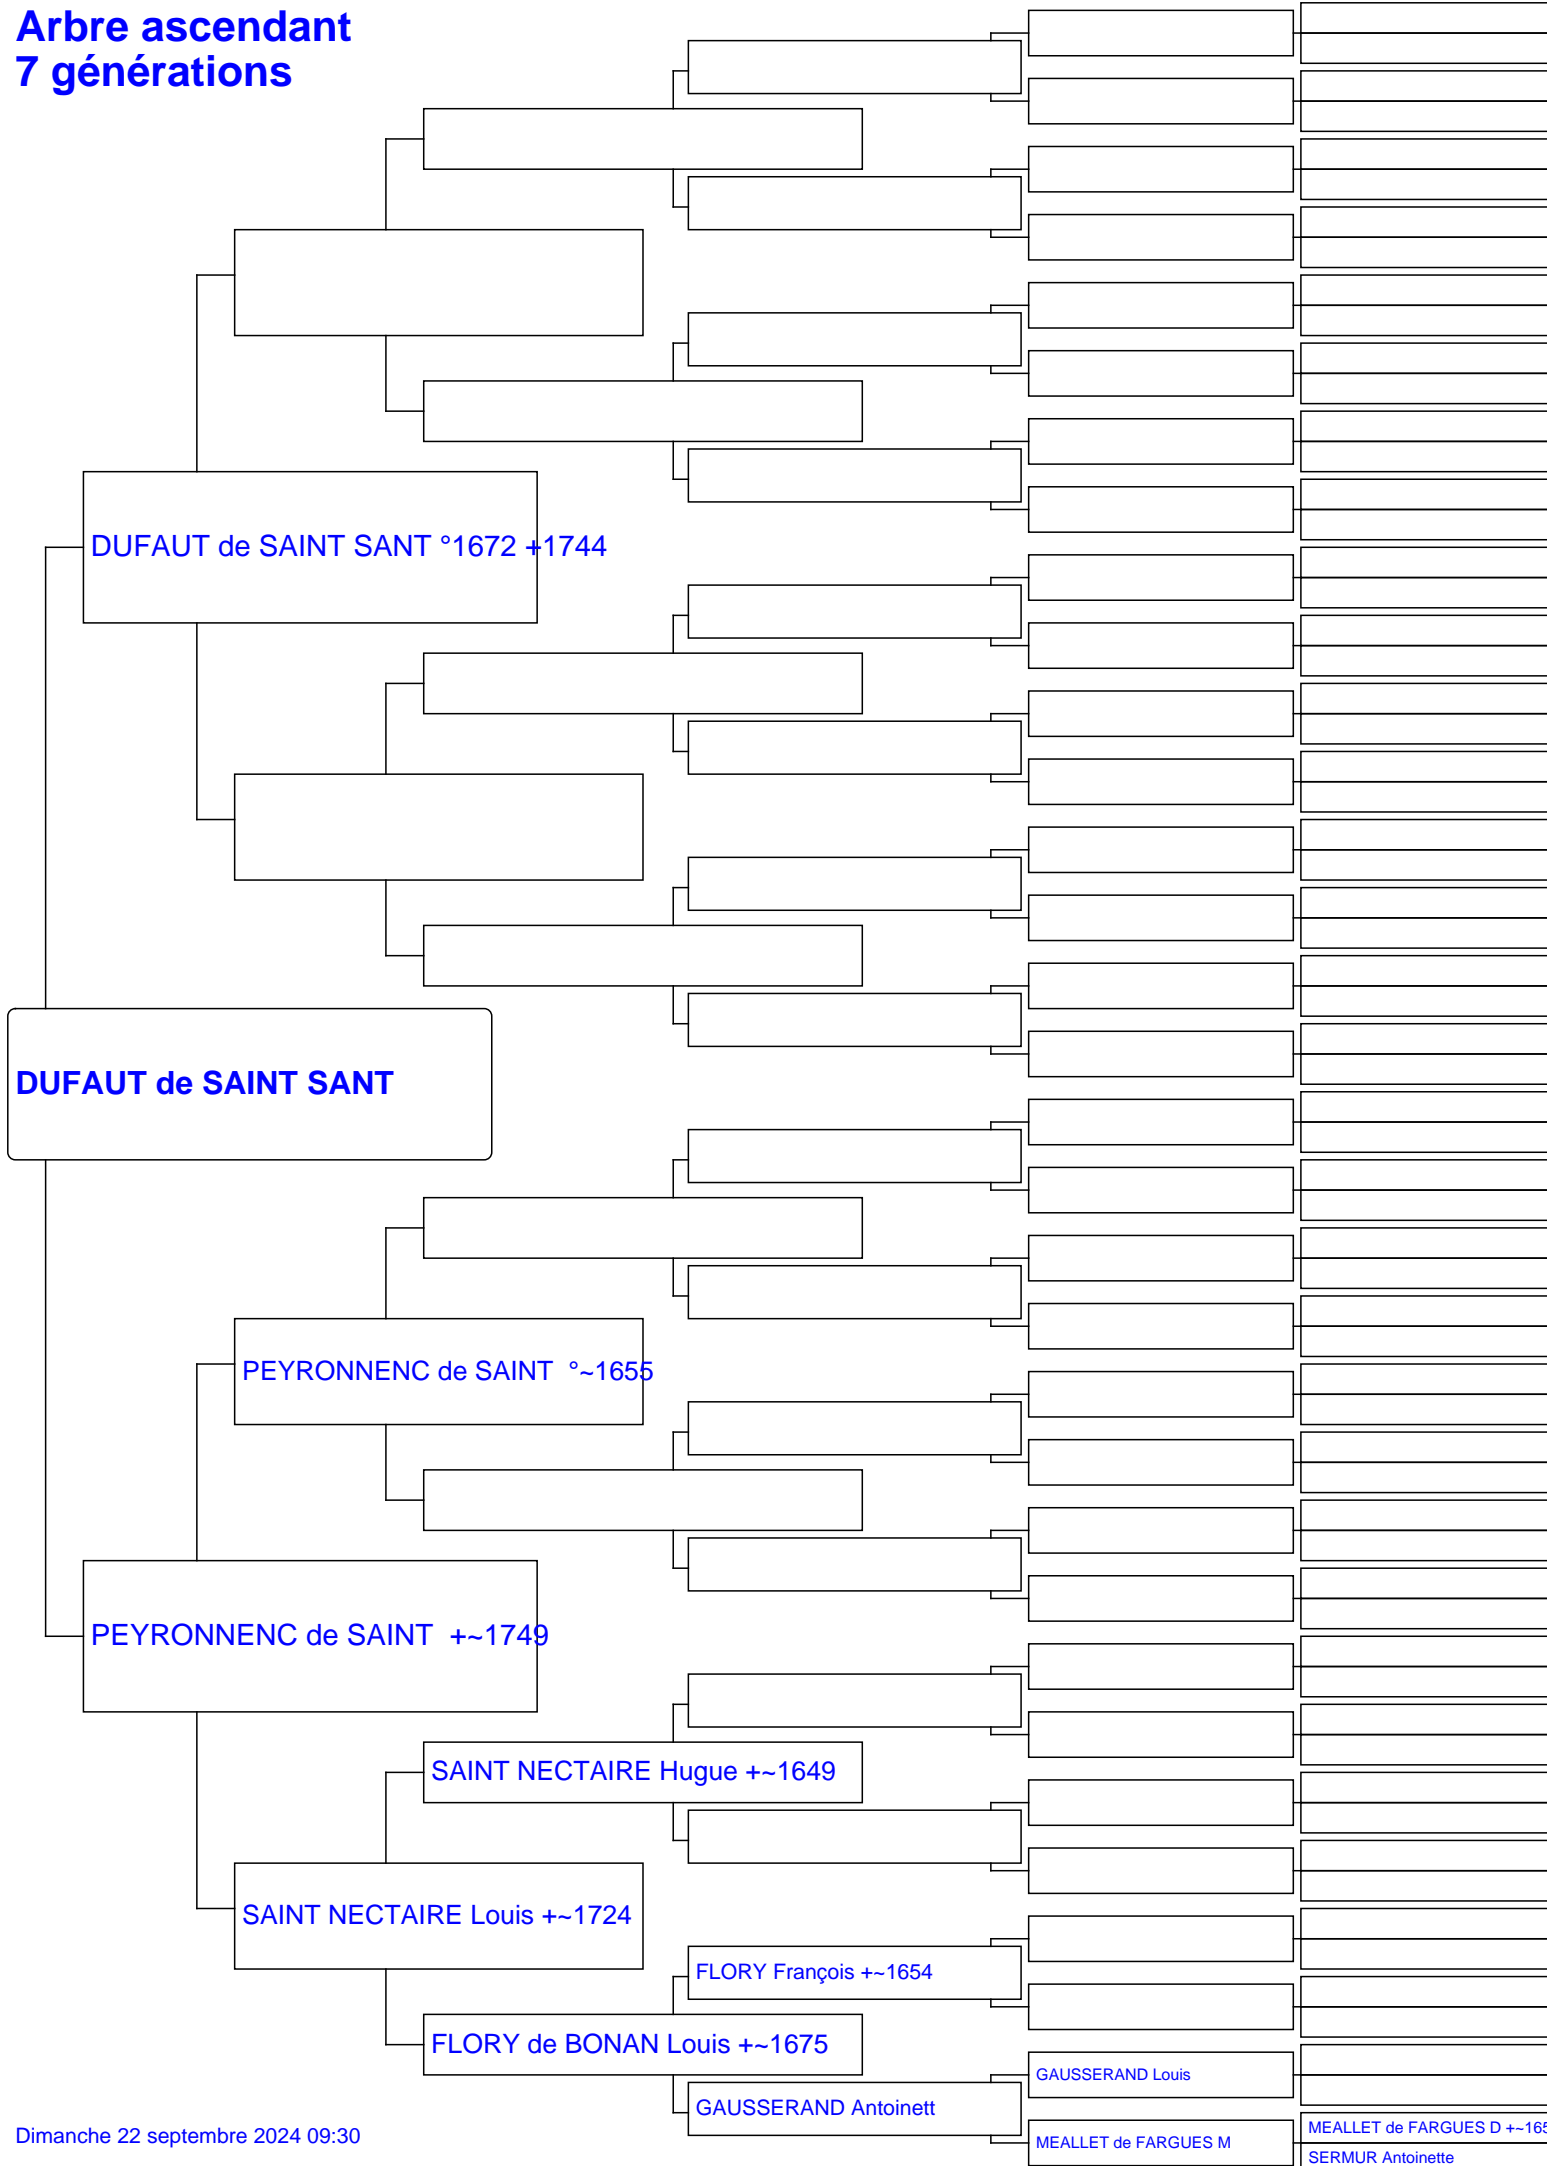 Arbre ascendant
7 générations
DUFAUT de SAINT SANT °1672 +1744
DUFAUT de SAINT SANT
PEYRONNENC de SAINT  °~1655
PEYRONNENC de SAINT  +~1749
SAINT NECTAIRE Hugue +~1649
SAINT NECTAIRE Louis +~1724
FLORY François +~1654
FLORY de BONAN Louis +~1675
GAUSSERAND Louis
GAUSSERAND Antoinett
MEALLET de FARGUES D
MEALLET de FARGUES M
SERMUR Antoinette
Dimanche 22 septembre 2024 09:30